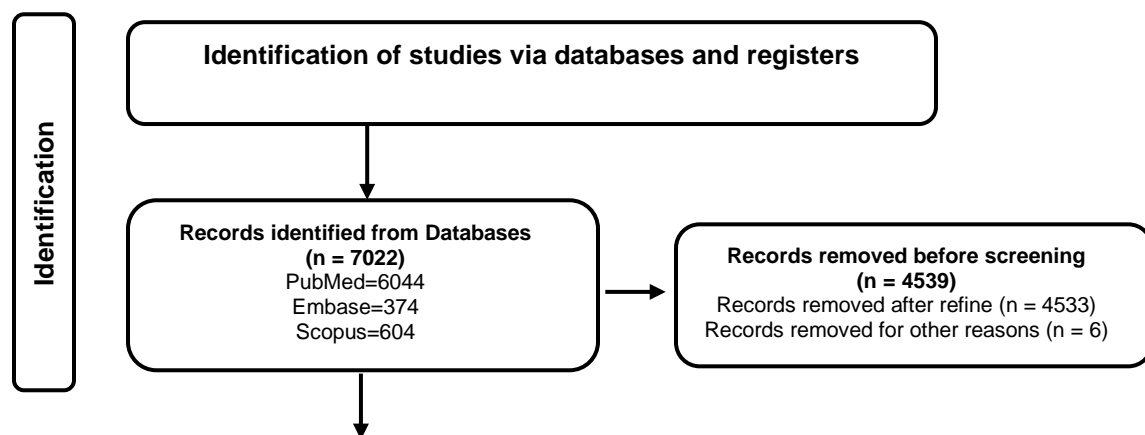 Identification
Identification of studies via databases and registers
Records identified from Databases
(n = 7022)
PubMed=6044
Embase=374
Scopus=604
Records removed before screening
(n = 4539)
Records removed after refine (n = 4533)
Records removed for other reasons (n = 6)